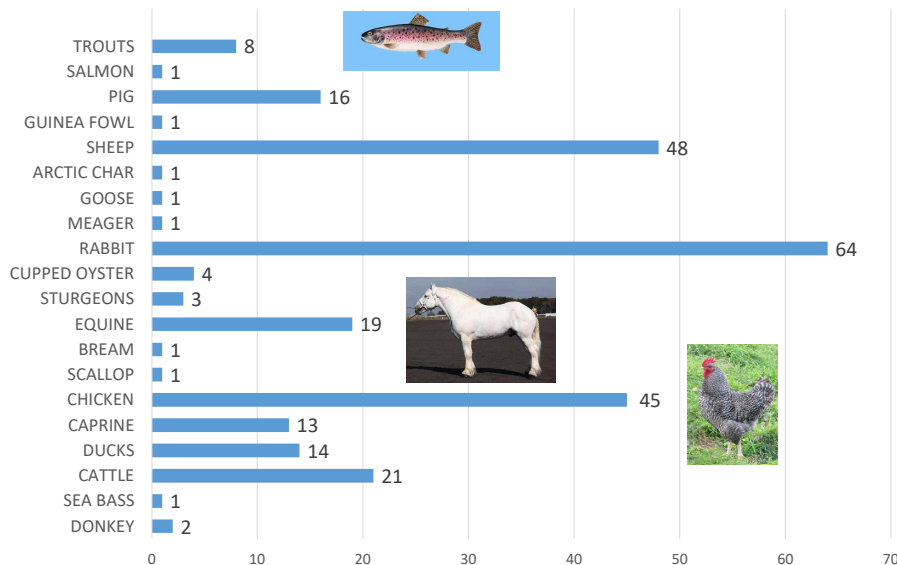 TROUTS 8
SALMON 1
PIG 16
GUINEA FOWL 1
SHEEP 48
ARCTIC CHAR 1
GOOSE 1
MEAGER 1
RABBIT 64
CUPPED OYSTER 4
STURGEONS 3
EQUINE 19
BREAM 1
SCALLOP 1
CHICKEN 45
CAPRINE 13
DUCKS 14
CATTLE 21
SEA BASS 1
DONKEY 2
0 10 20 30 40 50 60 70